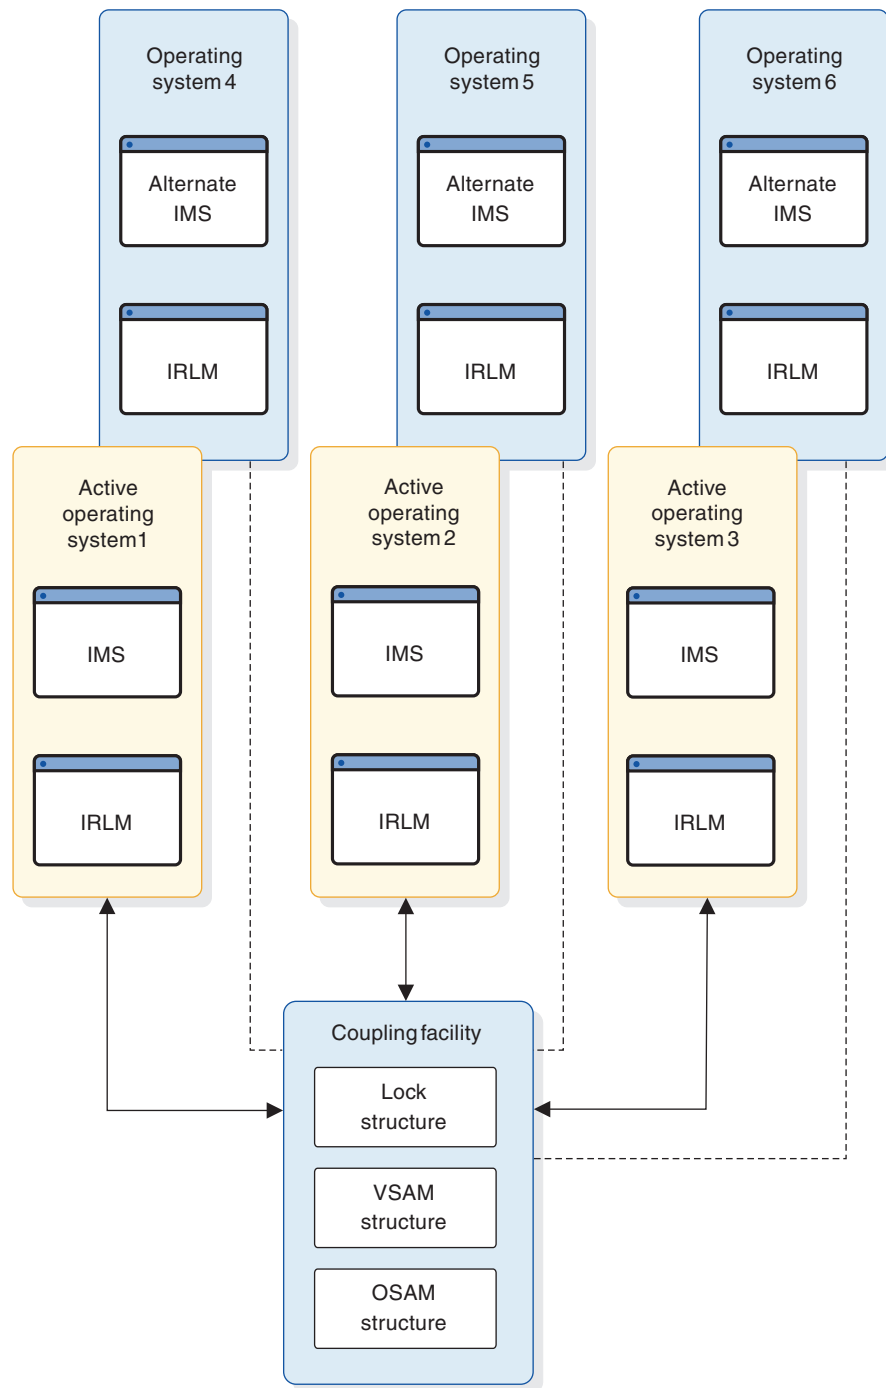 Operating
system 4
Alternate
IMS
IRLM
Operating
system 5
Alternate
IMS
IRLM
Operating
system 6
Alternate
IMS
IRLM
Active
operating
system1
IMS
IRLM
Active
operating
system 2
IMS
IRLM
Active
operating
system 3
IMS
IRLM
Coupling facility
Lock
structure
VSAM
structure
OSAM
structure